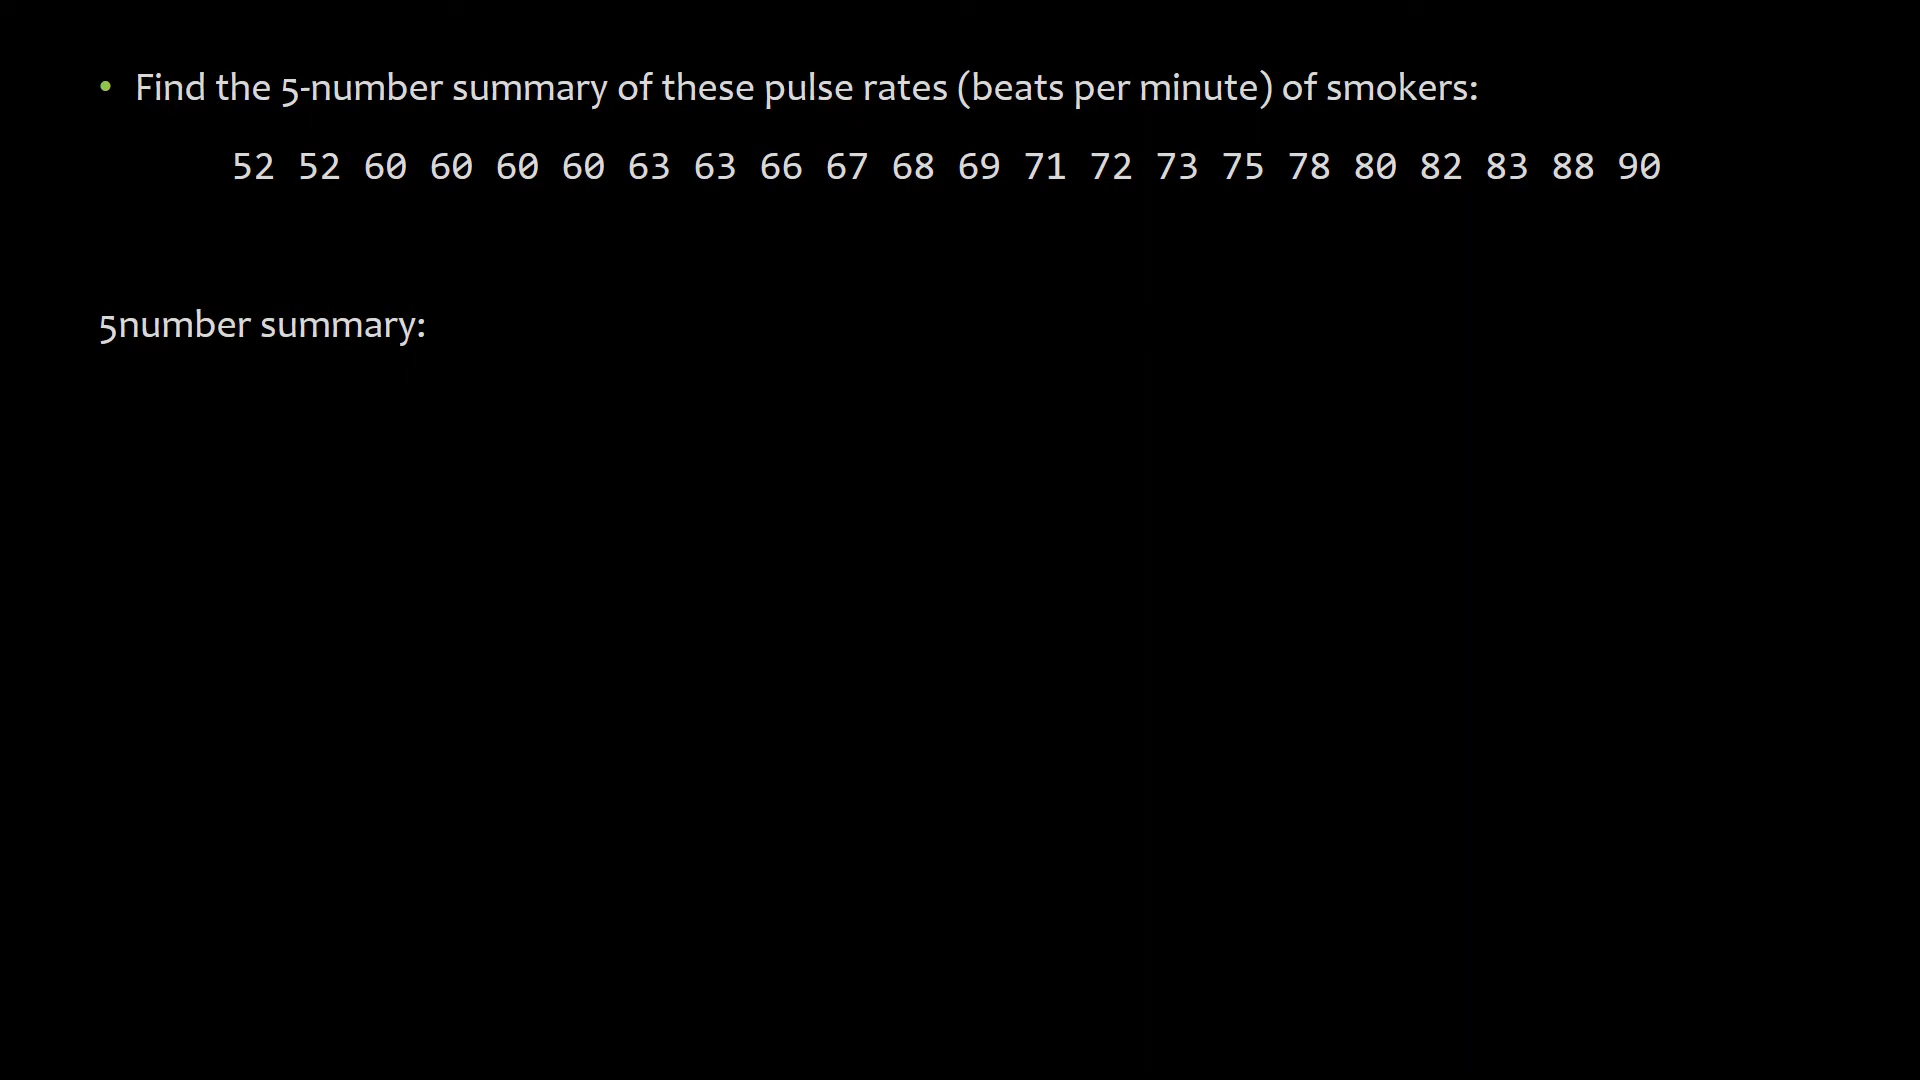 • Find the 5-number summary of these pulse rates (beats per minute) of smokers:
52 52 60 60 60 60 63 63 66 67 68 69 71 72 73 75 78 80 82 83 88 90
5number summary: